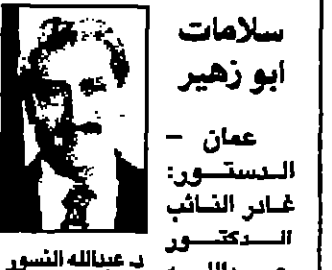 سلامات
ابو زهير
عمان –
الدستور:
غادر النائب
الدكتور
د. عبدالله النسور